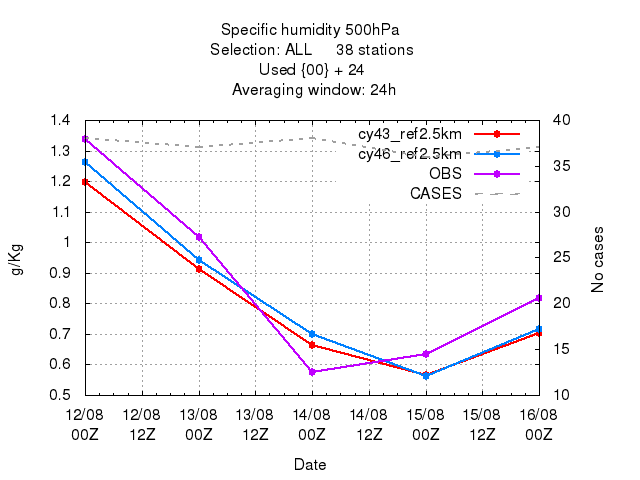 Specific humidity 500hPa
Selection: ALL 38 stations
Used {00} + 24
Averaging window: 24h
1.4
1.3
1.2
1.1
1
0.9
0.8
0.7
0.6
0.5
g/Kg
40
35
30
25
20
15
10
No cases
cy43_ref2.5km
cy46_ref2.5km
OBS
CASES
12/08 12/08 13/08 13/08 14/08 14/08 15/08 15/08 16/08
00Z 12Z 00Z 12Z 00Z 12Z 00Z 12Z 00Z
Date